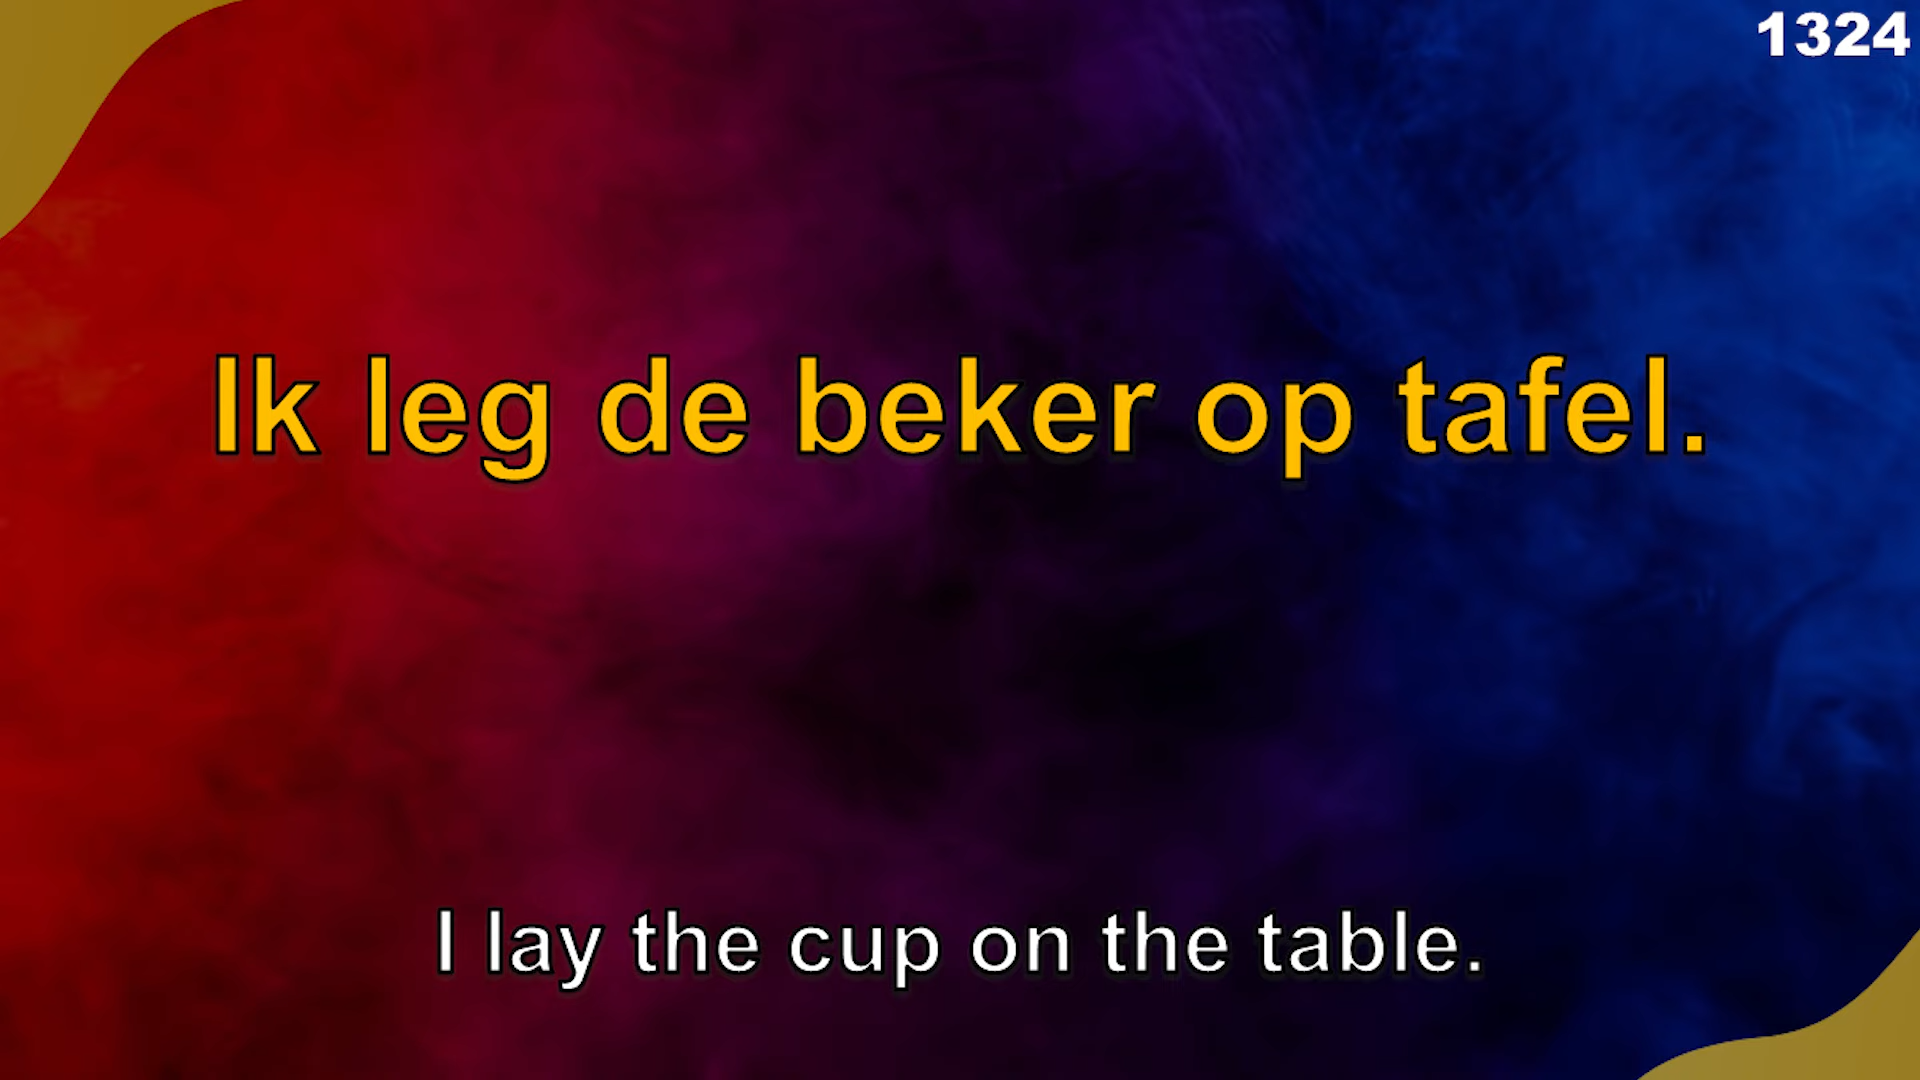 1324
Ik leg de beker op tafel.
I lay the cup on the table.